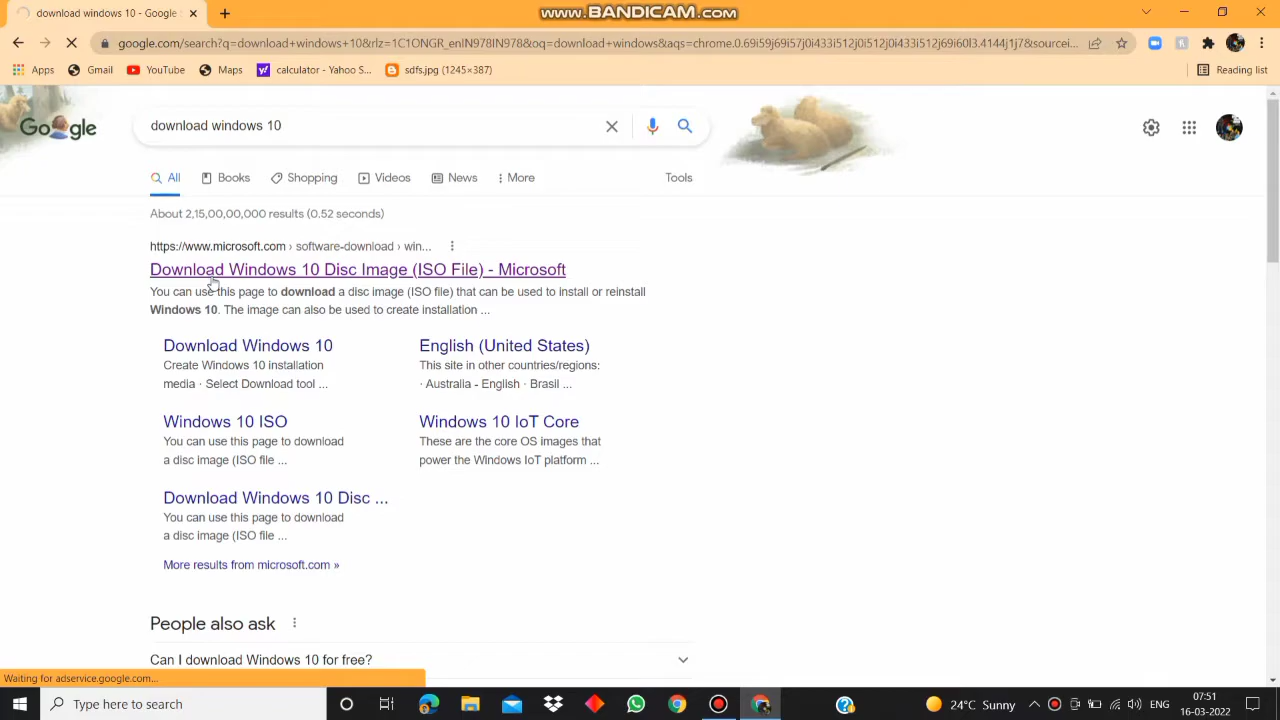 www.BANDICAM.com
download windows 10 - Google
google.com/search?q=download+windows+10&rlz=1C1ONGR_enIN978IN978&oq=download+windows&aqs=chrome.0.69i59j69i57j0i433i512j0i512j0i433i512j69i60l3.4144j1j7&sourcei...
Apps Gmail YouTube Maps calculator - Yahoo S... sdfs.jpg (1245×387) Reading list
Google
download windows 10
All Books Shopping Videos News More Tools
About 2,15,00,00,000 results (0.52 seconds)
https://www.microsoft.com › software-download › win...
Download Windows 10 Disc Image (ISO File) - Microsoft
You can use this page to download a disc image (ISO file) that can be used to install or reinstall
Windows 10. The image can also be used to create installation ...
Download Windows 10
Create Windows 10 installation
media · Select Download tool ...
English (United States)
This site in other countries/regions:
· Australia - English · Brasil ...
Windows 10 ISO
You can use this page to download
a disc image (ISO file ...
Windows 10 IoT Core
These are the core OS images that
power the Windows IoT platform ...
Download Windows 10 Disc ...
You can use this page to download
a disc image (ISO file ...
More results from microsoft.com »
People also ask
Can I download Windows 10 for free?
Waiting for adservice.google.com...
Type here to search
24°C Sunny
ENG
07:51
16-03-2022